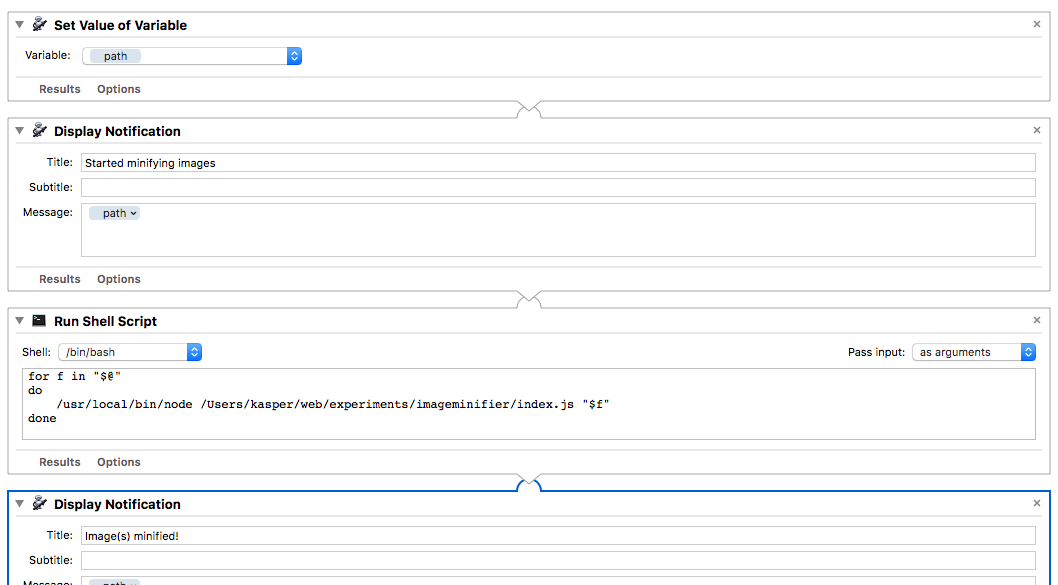 Set Value of Variable
Variable: path
Results Options
Display Notification
Title: Started minifying images
Subtitle:
Message: path
Results Options
Run Shell Script
Shell: /bin/bash Pass input: as arguments
for f in "$@"
do
/usr/local/bin/node /Users/kasper/web/experiments/imageminifier/index.js "$f"
done
Results Options
Display Notification
Title: Image(s) minified!
Subtitle:
Message: path